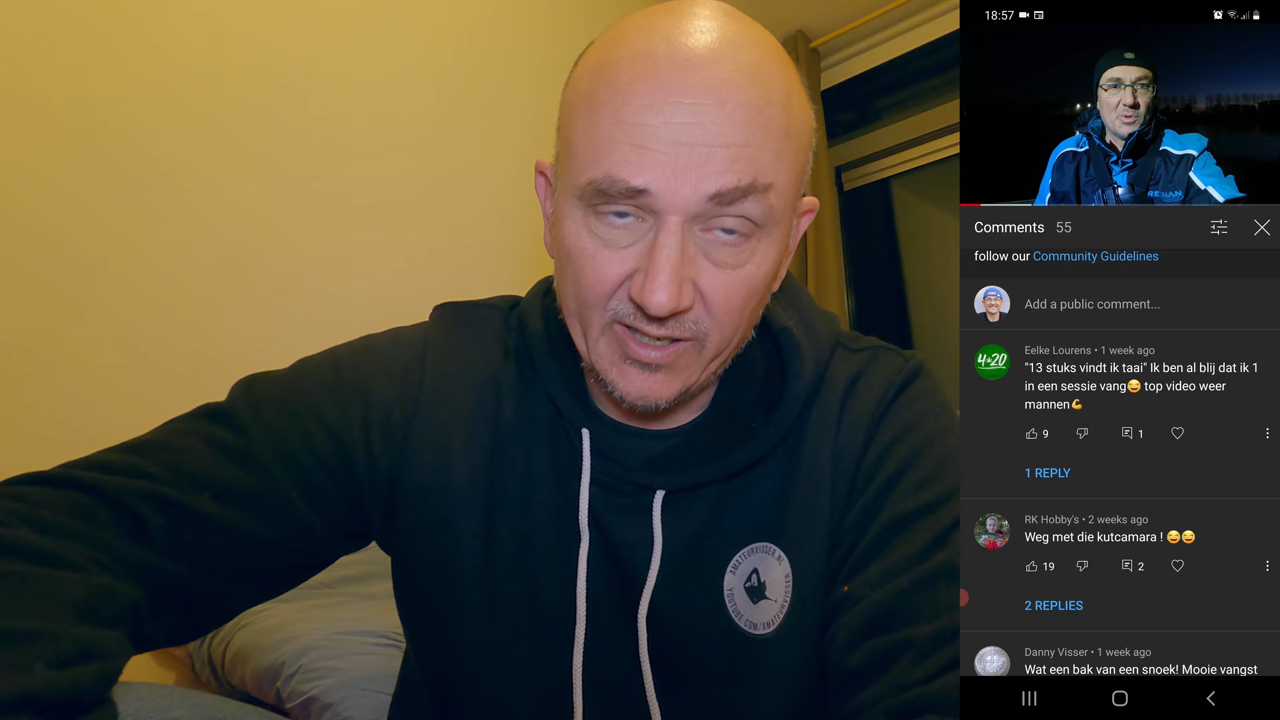 AMATEURVISSER.NL
YOUTUBE.COM/AMATEURVISSER
18:57
Comments 55
follow our Community Guidelines
Add a public comment...
4:20
Eelke Lourens • 1 week ago
"13 stuks vindt ik taai" Ik ben al blij dat ik 1
in een sessie vang😅 top video weer
mannen💪
9
1
1 REPLY
RK Hobby's • 2 weeks ago
Weg met die kutcamara ! 😅😅
19
2
2 REPLIES
Danny Visser • 1 week ago
Wat een bak van een snoek! Mooie vangst